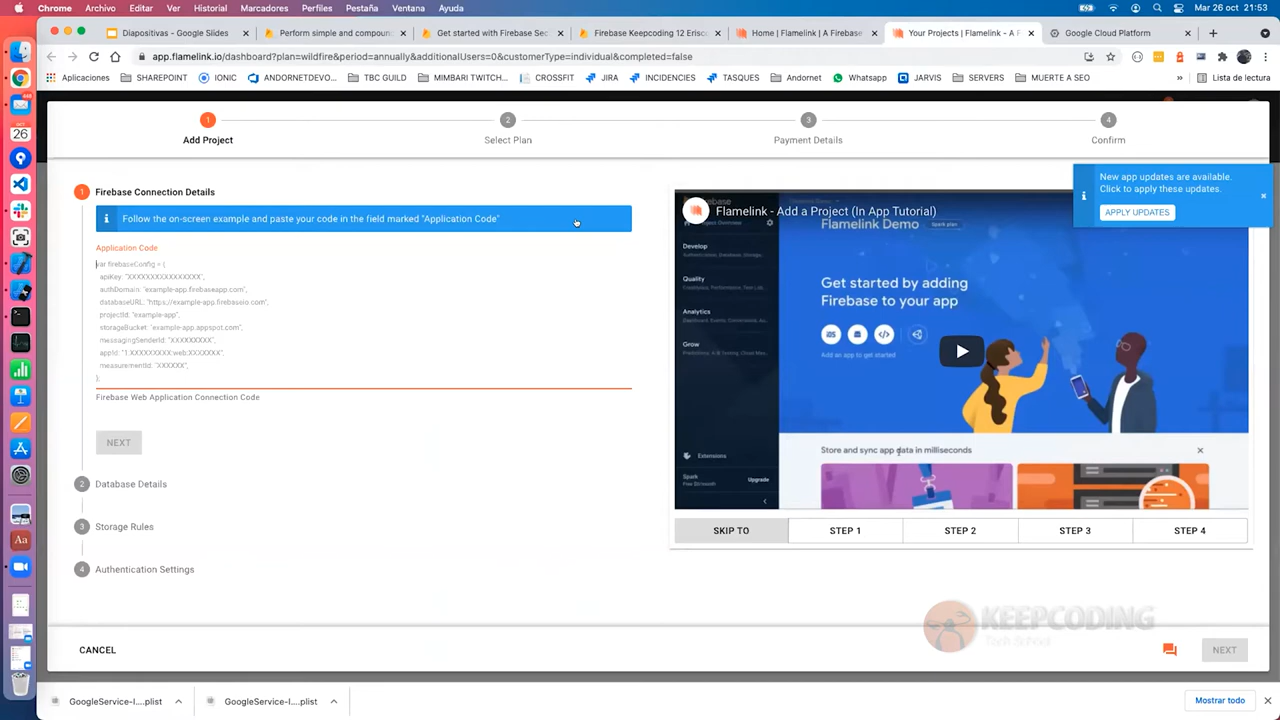 Chrome Archivo Editar Ver Historial Marcadores Perfiles Pestaña Ventana Ayuda
Mar 26 oct 21:53
Diapositivas - Google Slides
Perform simple and compoun
Get started with Firebase Sec
Firebase Keepcoding 12 Erisco
Home | Flamelink | A Firebase
Your Projects | Flamelink - A F
Google Cloud Platform
app.flamelink.io/dashboard?plan=wildfire&period=annually&additionalUsers=0&customerType=individual&completed=false
Aplicaciones SHAREPOINT IONIC ANDORNETDEVO... TBC GUILD MIMBARI TWITCH... CROSSFIT JIRA INCIDENCIES TASQUES Andornet Whatsapp JARVIS SERVERS MUERTE A SEO » Lista de lectura
1 2 3 4
Add Project Select Plan Payment Details Confirm
New app updates are available.
Click to apply these updates.
APPLY UPDATES
1 Firebase Connection Details
Follow the on-screen example and paste your code in the field marked "Application Code"
Application Code
var firebaseConfig = {
apiKey: "XXXXXXXXXXXXXXXX",
authDomain: "example-app.firebaseapp.com",
databaseURL: "https://example-app.firebaseio.com",
projectId: "example-app",
storageBucket: "example-app.appspot.com",
messagingSenderId: "XXXXXXXXX",
appId: "1:XXXXXXXXX:web:XXXXXXX",
measurementId: "XXXXXX",
};
Firebase Web Application Connection Code
NEXT
2 Database Details
3 Storage Rules
4 Authentication Settings
Flamelink - Add a Project (In App Tutorial)
Flamelink Demo
Spark plan
Develop
Quality
Analytics
Grow
Extensions
Spark
Upgrade
Get started by adding
Firebase to your app
Add an app to get started
Store and sync app data in milliseconds
SKIP TO STEP 1 STEP 2 STEP 3 STEP 4
KEEPCODING
Tech School
CANCEL
NEXT
GoogleService-I....plist
GoogleService-I....plist
Mostrar todo